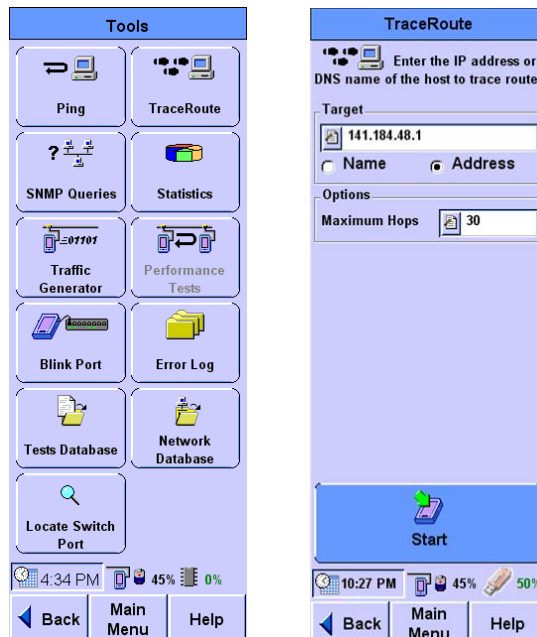 Tools
Ping
TraceRoute
?
SNMP Queries
Statistics
01101
Traffic
Generator
Performance
Tests
Blink Port
Error Log
Tests Database
Network
Database
Locate Switch
Port
4:34 PM
45%
0%
Back
Main
Menu
Help
TraceRoute
Enter the IP address or
DNS name of the host to trace route
Target
141.184.48.1
Name
Address
Options
Maximum Hops
30
Start
10:27 PM
45%
50%
Back
Main
Menu
Help